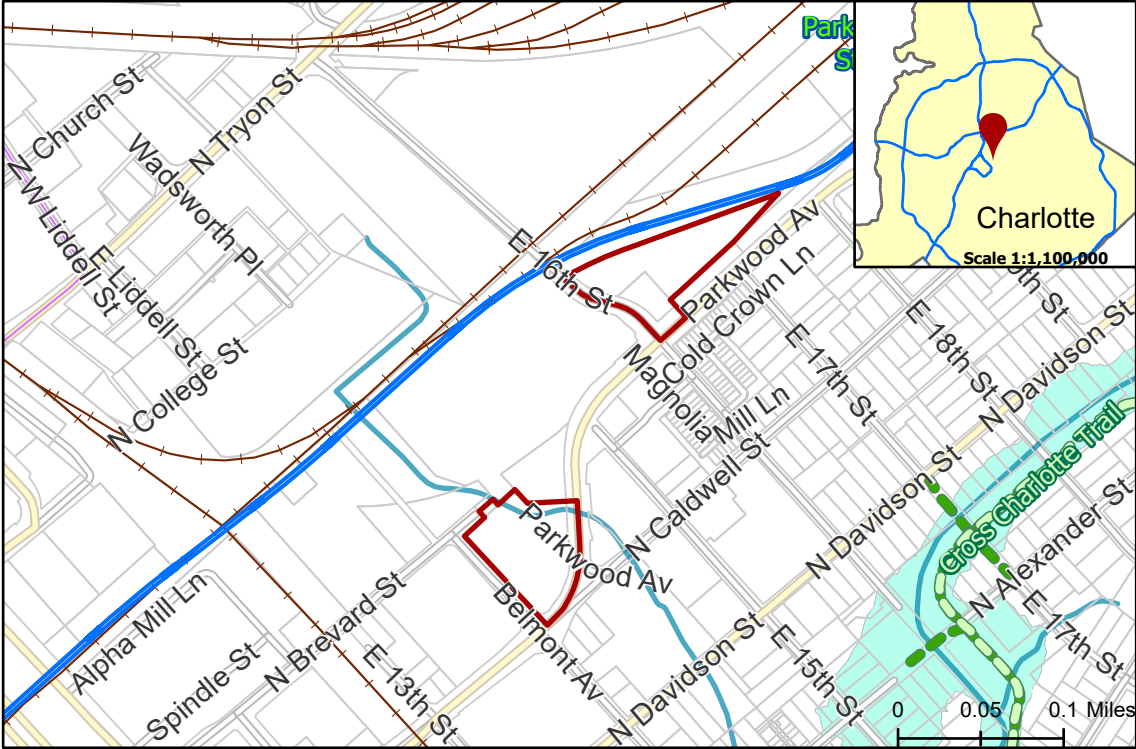 Park
S
N Church St
N Tryon St
Wadsworth Pl
W Liddell St
E Liddell St
N College St
E 16th St
Parkwood Av
Cold Crown Ln
Magnolia Mill Ln
E 17th St
E 18th St
N Davidson St
N Caldwell St
N Davidson St
Cross Charlotte Trail
N Alexander St
Parkwood Av
Belmont Av
N Brevard St
Alpha Mill Ln
Spindle St
E 13th St
N Davidson St
E 15th St
E 17th St
Charlotte
Scale 1:1,100,000
0 0.05 0.1 Miles